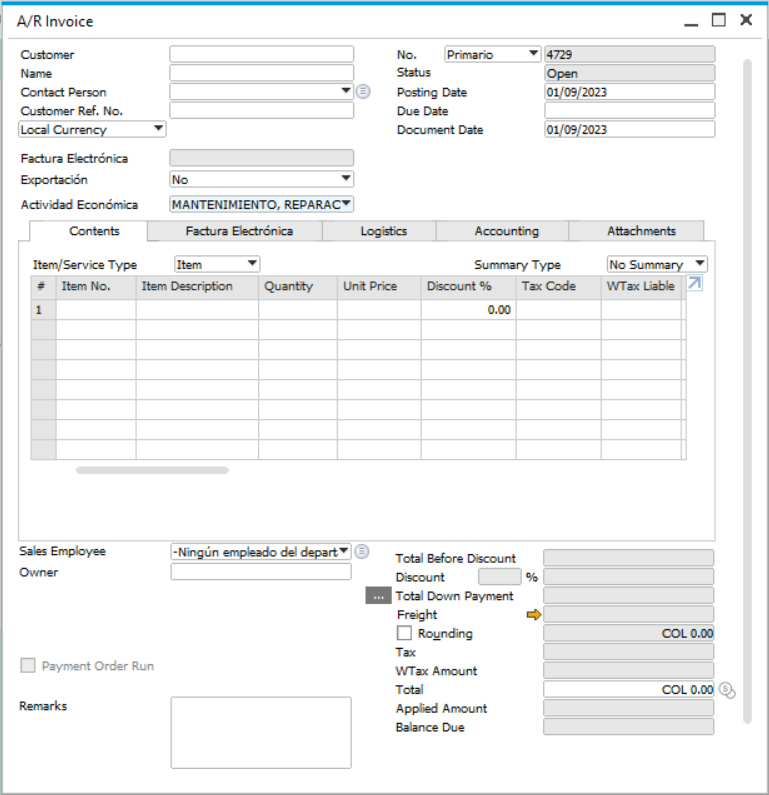 A/R Invoice
Customer
Name
Contact Person
Customer Ref. No.
Local Currency
No. Primario 4729
Status Open
Posting Date 01/09/2023
Due Date
Document Date 01/09/2023
Factura Electrónica
Exportación No
Actividad Económica MANTENIMIENTO, REPARAC
Contents Factura Electrónica Logistics Accounting Attachments
Item/Service Type Item Summary Type No Summary
# Item No. Item Description Quantity Unit Price Discount % Tax Code WTax Liable
1 0.00
Sales Employee -Ningún empleado del depart
Owner
Payment Order Run
Remarks
Total Before Discount
Discount %
... Total Down Payment
Freight
Rounding COL 0.00
Tax
WTax Amount
Total COL 0.00
Applied Amount
Balance Due